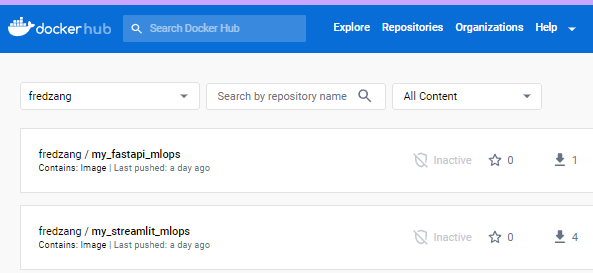 docker hub
Search Docker Hub
Explore
Repositories
Organizations
Help
fredzang
Search by repository name
All Content
fredzang / my_fastapi_mlops
Contains: Image | Last pushed: a day ago
Inactive
0
1
fredzang / my_streamlit_mlops
Contains: Image | Last pushed: a day ago
Inactive
0
4